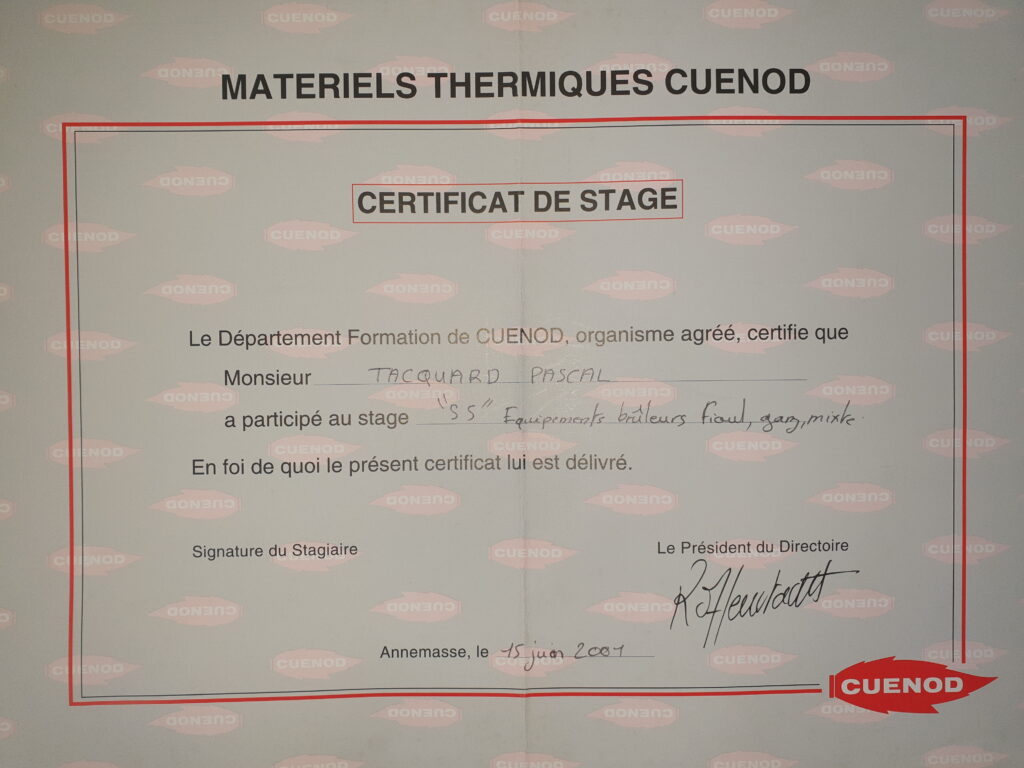 MATERIELS THERMIQUES CUENOD
CERTIFICAT DE STAGE
Le Département Formation de CUENOD, organisme agréé, certifie que
Monsieur TACQUARD PASCAL
a participé au stage "S5" Equipements brûleurs fioul, gaz, mixte.
En foi de quoi le présent certificat lui est délivré.
Signature du Stagiaire
Le Président du Directoire
Annemasse, le 15 juin 2001
CUENOD